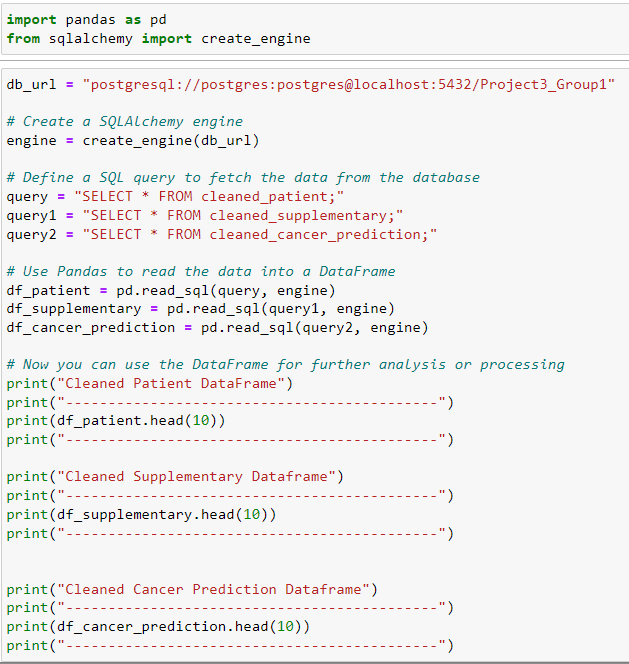 import pandas as pd
from sqlalchemy import create_engine
db_url = "postgresql://postgres:postgres@localhost:5432/Project3_Group1"
# Create a SQLAlchemy engine
engine = create_engine(db_url)
# Define a SQL query to fetch the data from the database
query = "SELECT * FROM cleaned_patient;"
query1 = "SELECT * FROM cleaned_supplementary;"
query2 = "SELECT * FROM cleaned_cancer_prediction;"
# Use Pandas to read the data into a DataFrame
df_patient = pd.read_sql(query, engine)
df_supplementary = pd.read_sql(query1, engine)
df_cancer_prediction = pd.read_sql(query2, engine)
# Now you can use the DataFrame for further analysis or processing
print("Cleaned Patient DataFrame")
print("--------------------------------------------")
print(df_patient.head(10))
print("--------------------------------------------")
print("Cleaned Supplementary Dataframe")
print("--------------------------------------------")
print(df_supplementary.head(10))
print("--------------------------------------------")
print("Cleaned Cancer Prediction Dataframe")
print("--------------------------------------------")
print(df_cancer_prediction.head(10))
print("--------------------------------------------")